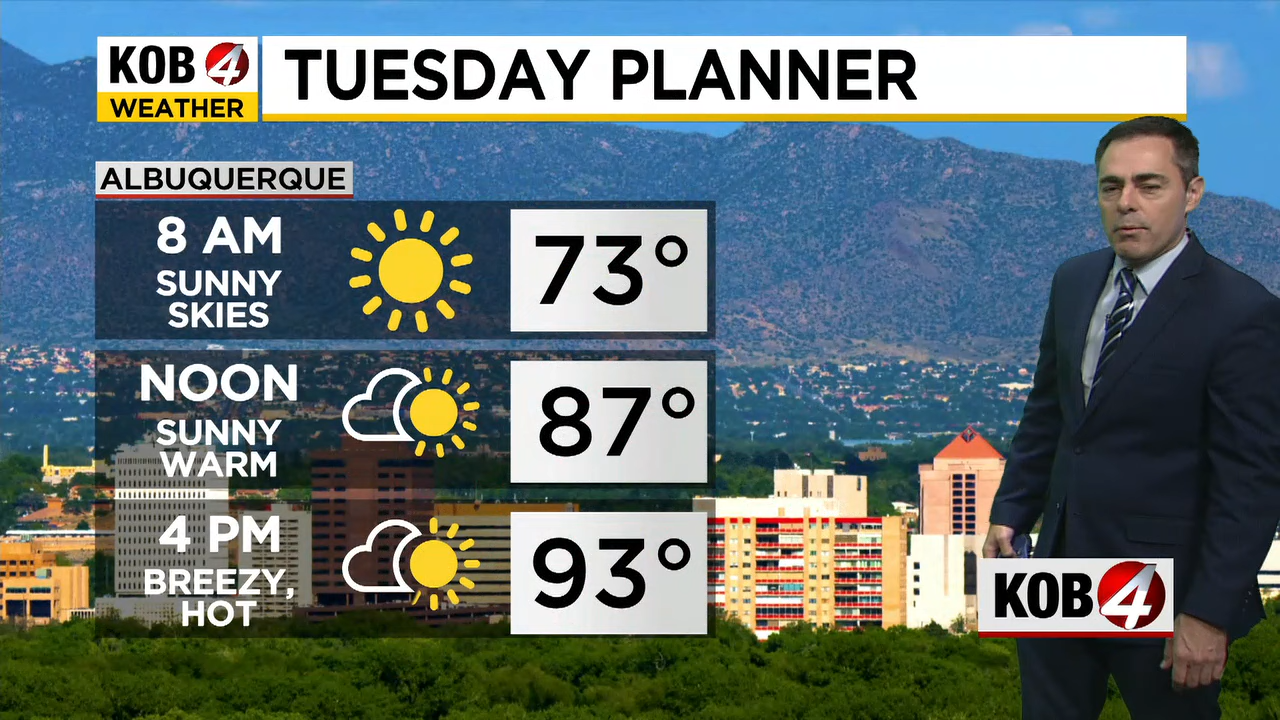 KOB 4
WEATHER
TUESDAY PLANNER
ALBUQUERQUE
8 AM
SUNNY
SKIES
73°
NOON
SUNNY
WARM
87°
4 PM
BREEZY,
HOT
93°
KOB 4